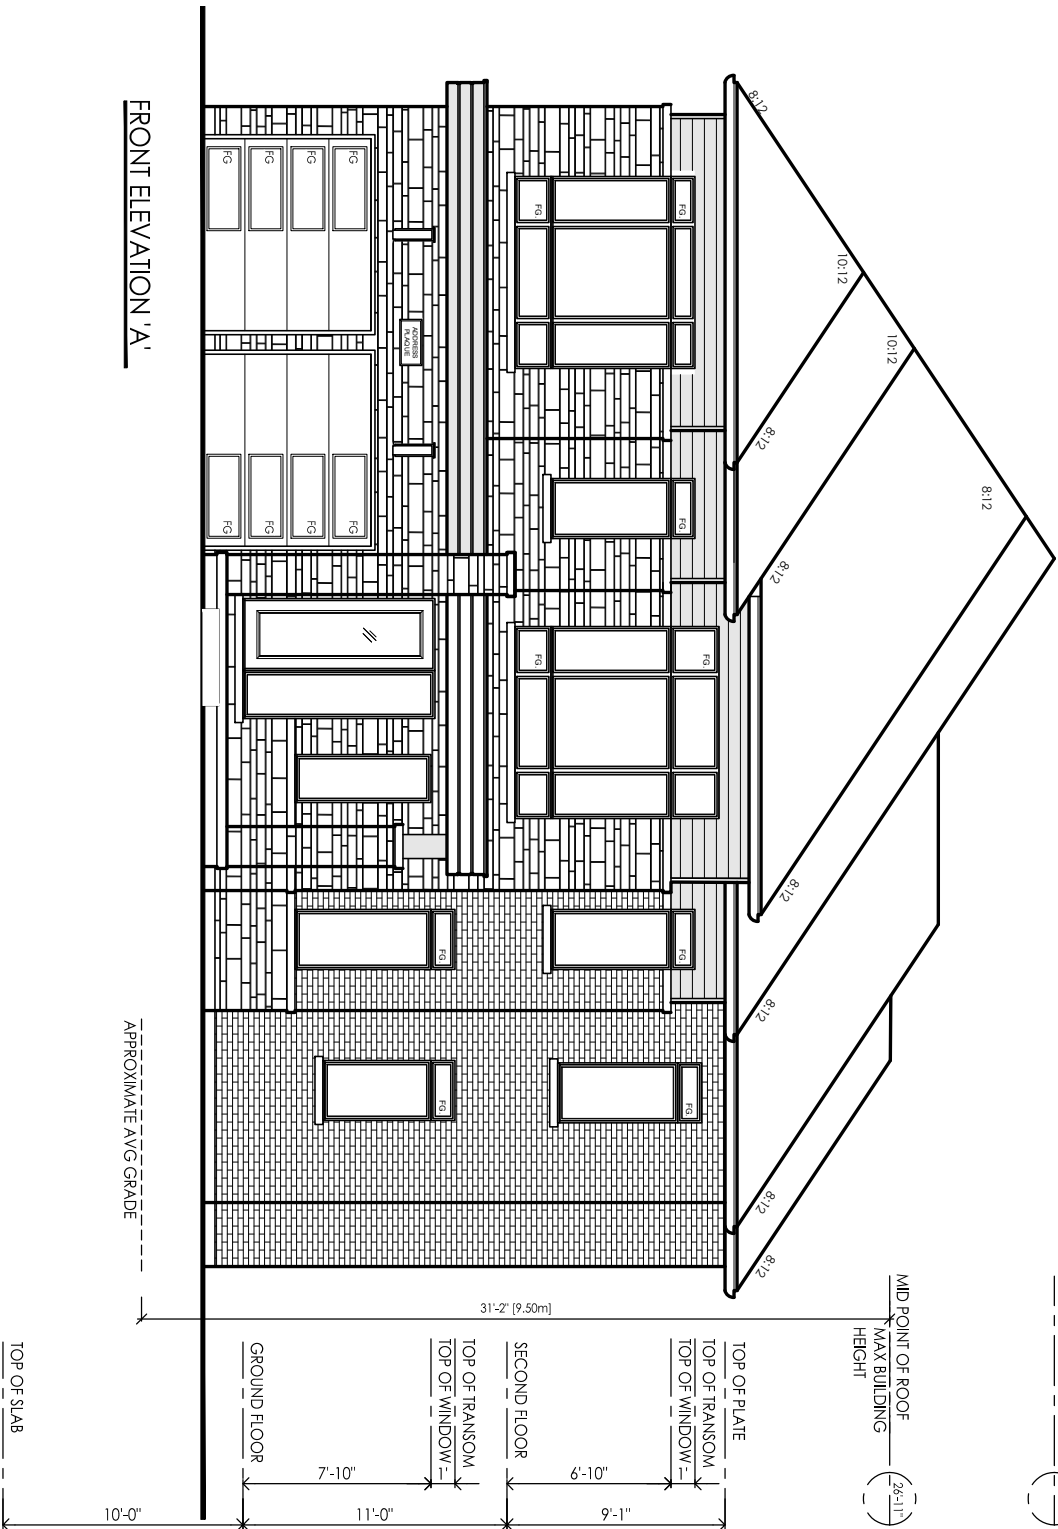 8:12
10:12
10:12
8:12
8:12
8:12
8:12
8:12
8:12
8:12
FG.
FG.
FG.
FG.
FG.
FG.
FG.
FG.
FG.
FG.
ADDRESS
PLAQUE
FG
FG
FG
FG
FG
FG
FG
FG
FRONT ELEVATION 'A'
APPROXIMATE AVG GRADE
31'-2" [9.50m]
MID POINT OF ROOF
MAX BUILDING
HEIGHT
26'-11"
TOP OF PLATE
TOP OF TRANSOM
TOP OF WINDOW
1'
6'-10"
9'-1"
SECOND FLOOR
TOP OF TRANSOM
TOP OF WINDOW
1'
7'-10"
11'-0"
GROUND FLOOR
10'-0"
TOP OF SLAB